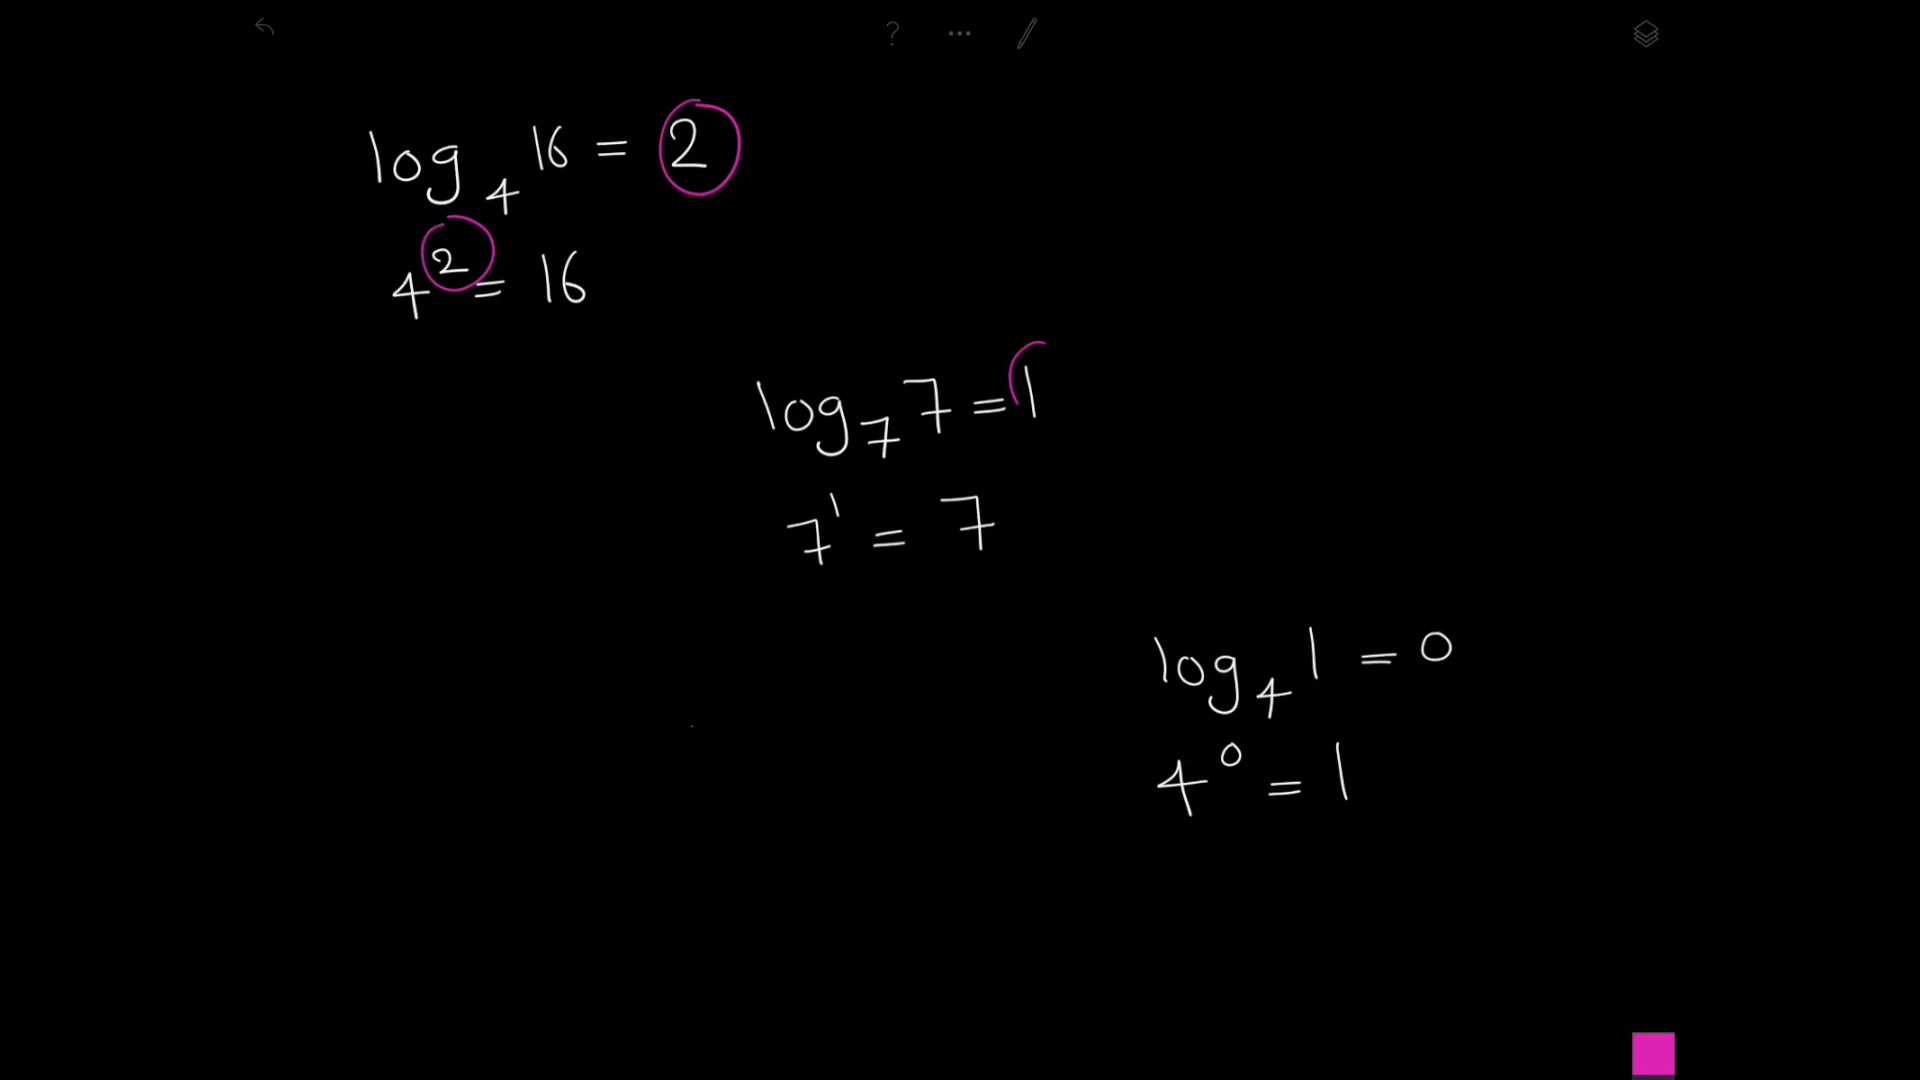 log₄ 16 = 2
4² = 16
log₇ 7 = 1
7¹ = 7
log₄ 1 = 0
4⁰ = 1